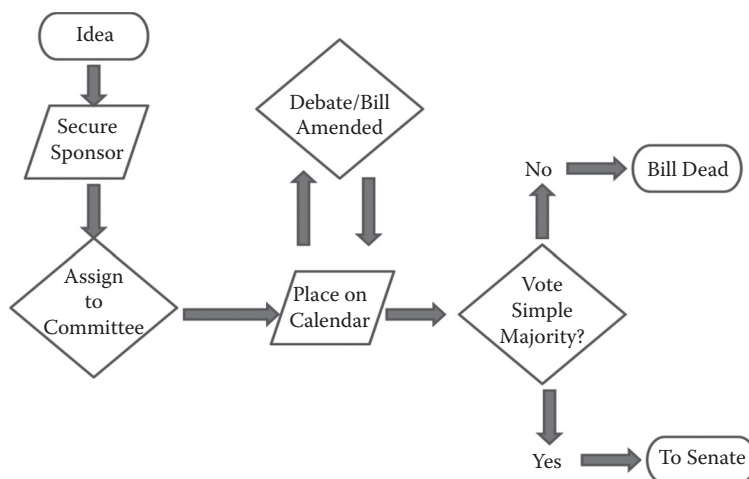 Idea
Secure
Sponsor
Assign
to
Committee
Debate/Bill
Amended
Place on
Calendar
Vote
Simple
Majority?
No
Bill Dead
Yes
To Senate